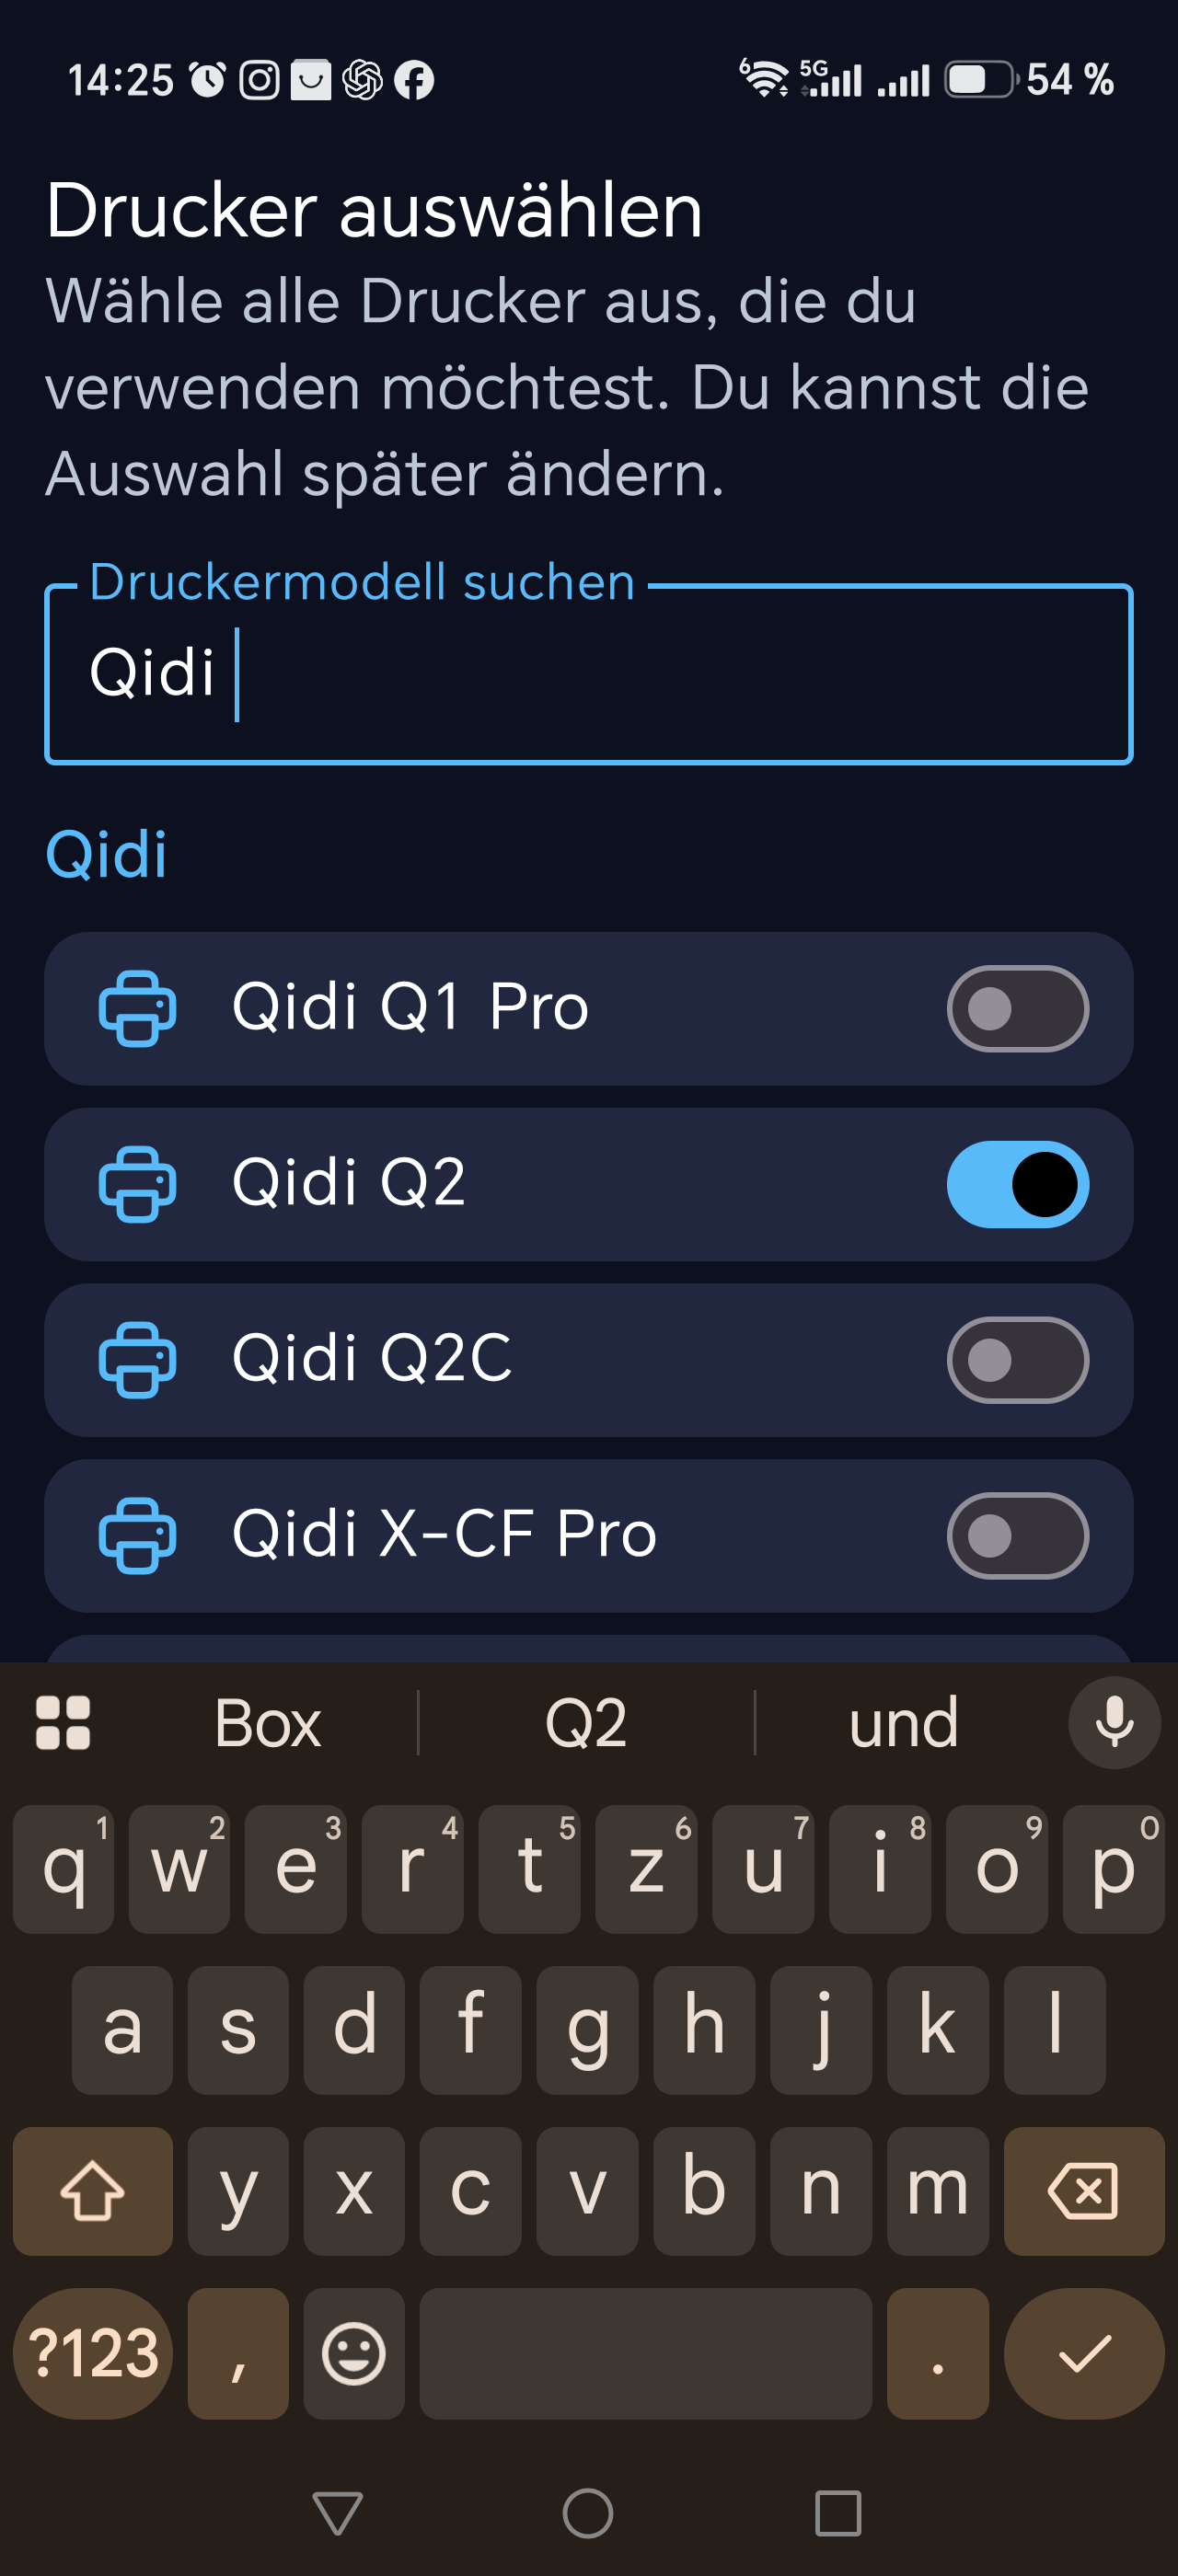 14:25 6 5G 54 %
Drucker auswählen
Wähle alle Drucker aus, die du
verwenden möchtest. Du kannst die
Auswahl später ändern.
Druckermodell suchen
Qidi
Qidi
Qidi Q1 Pro
Qidi Q2
Qidi Q2C
Qidi X-CF Pro
Box Q2 und
q1 w2 e3 r4 t5 z6 u7 i8 o9 p0
a s d f g h j k l
y x c v b n m
?123 , .